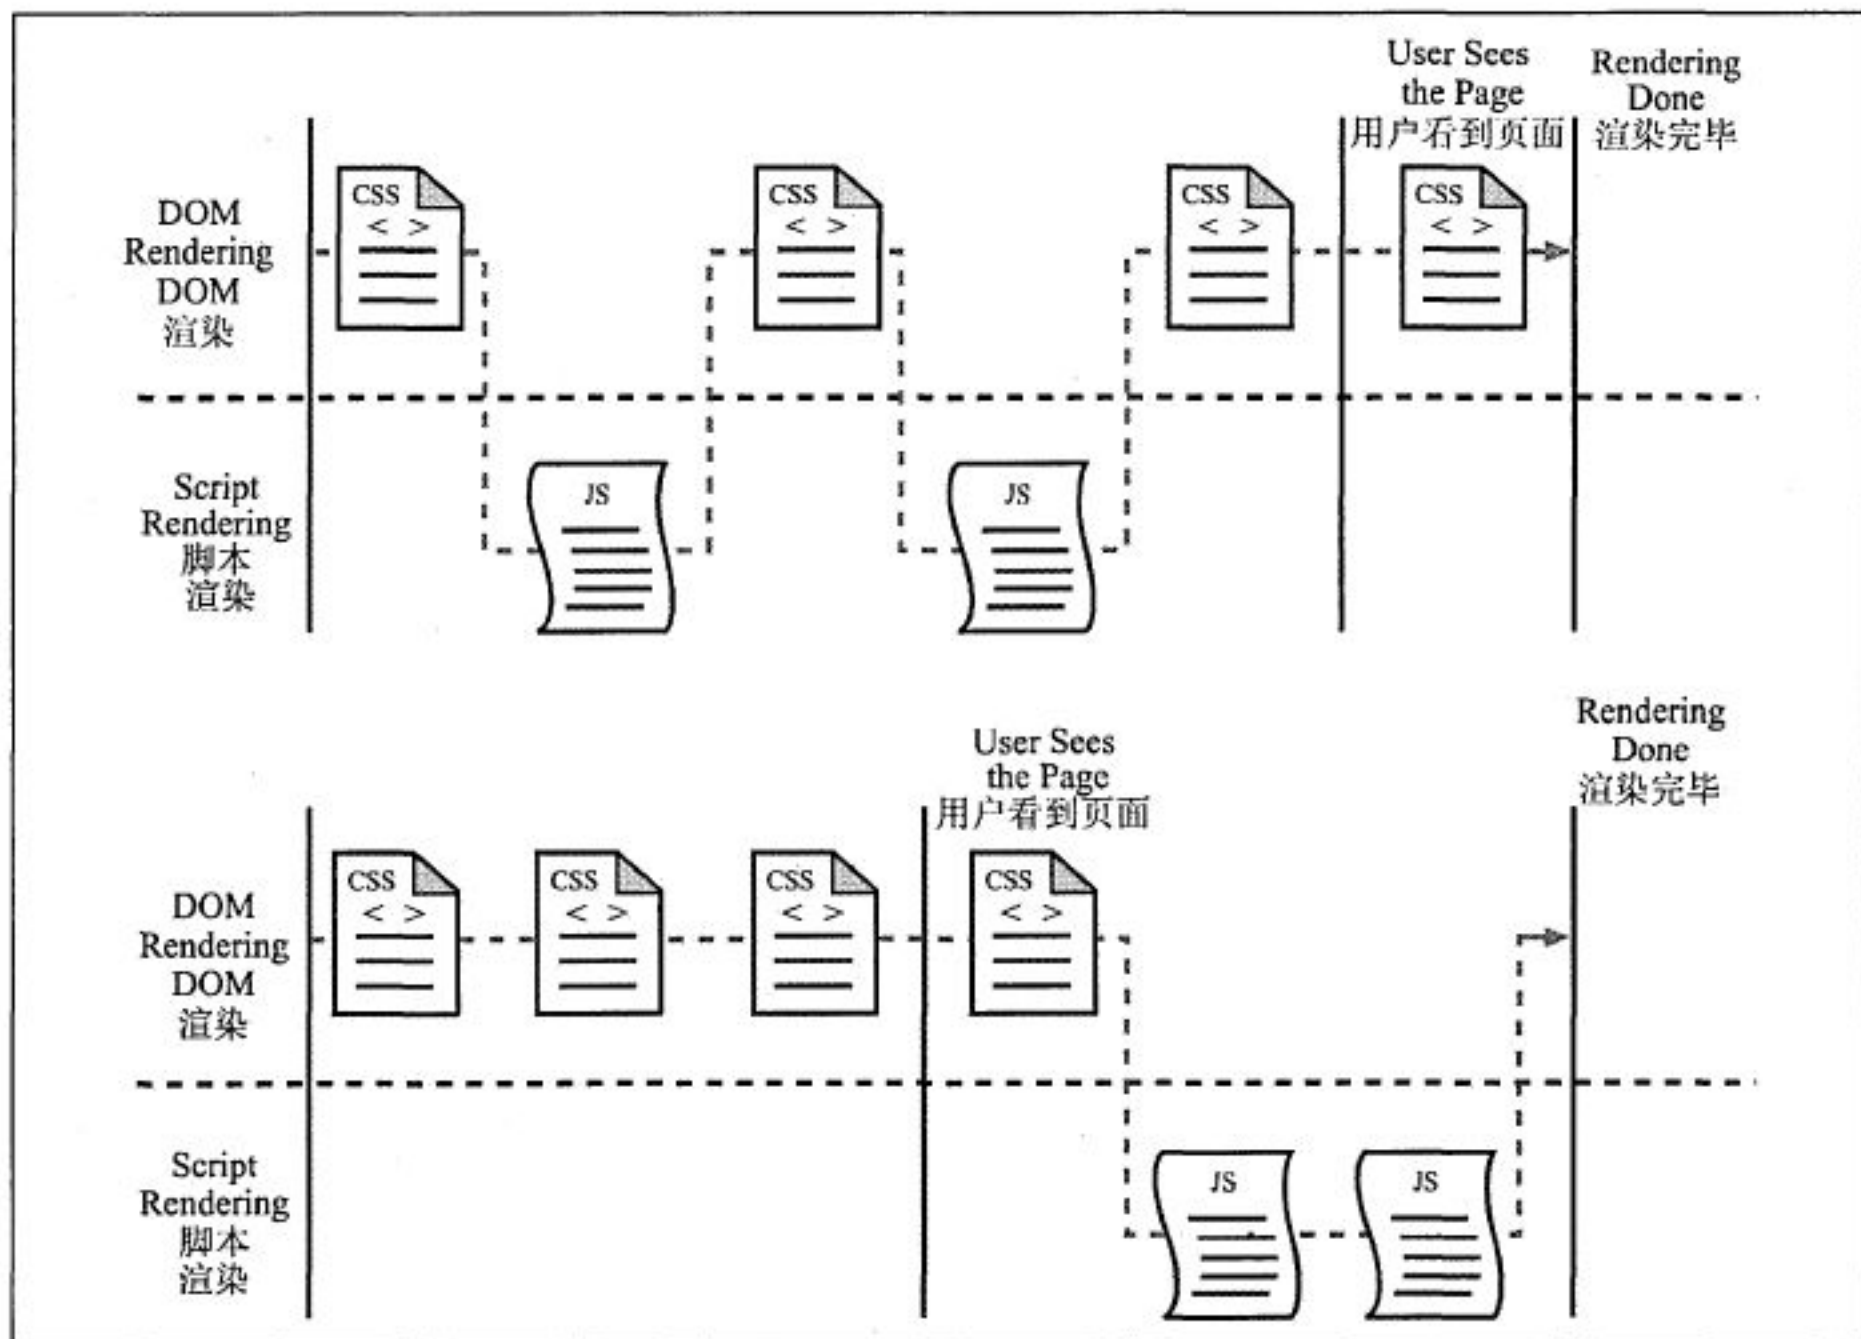 User Sees
the Page
用户看到页面
Rendering
Done
渲染完毕
DOM
Rendering
DOM
渲染
CSS
< >
CSS
< >
CSS
< >
CSS
< >
Script
Rendering
脚本
渲染
JS
JS
User Sees
the Page
用户看到页面
Rendering
Done
渲染完毕
DOM
Rendering
DOM
渲染
CSS
< >
CSS
< >
CSS
< >
CSS
< >
Script
Rendering
脚本
渲染
JS
JS